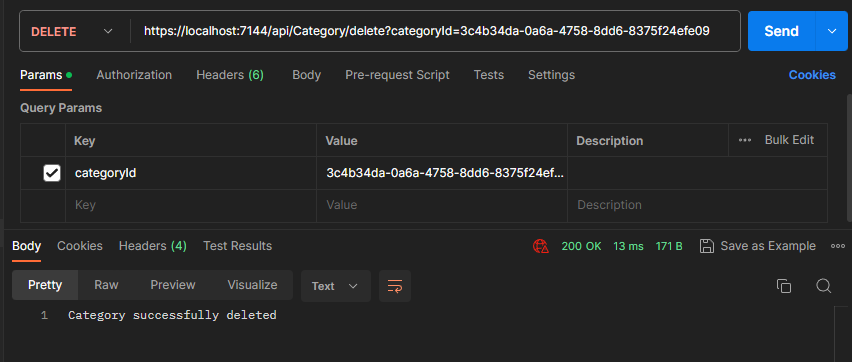 DELETE https://localhost:7144/api/Category/delete?categoryId=3c4b34da-0a6a-4758-8dd6-8375f24efe09 Send
Params Authorization Headers (6) Body Pre-request Script Tests Settings Cookies
Query Params
Key Value Description ••• Bulk Edit
categoryId 3c4b34da-0a6a-4758-8dd6-8375f24ef...
Key Value Description
Body Cookies Headers (4) Test Results 200 OK 13 ms 171 B Save as Example •••
Pretty Raw Preview Visualize Text
1 Category successfully deleted